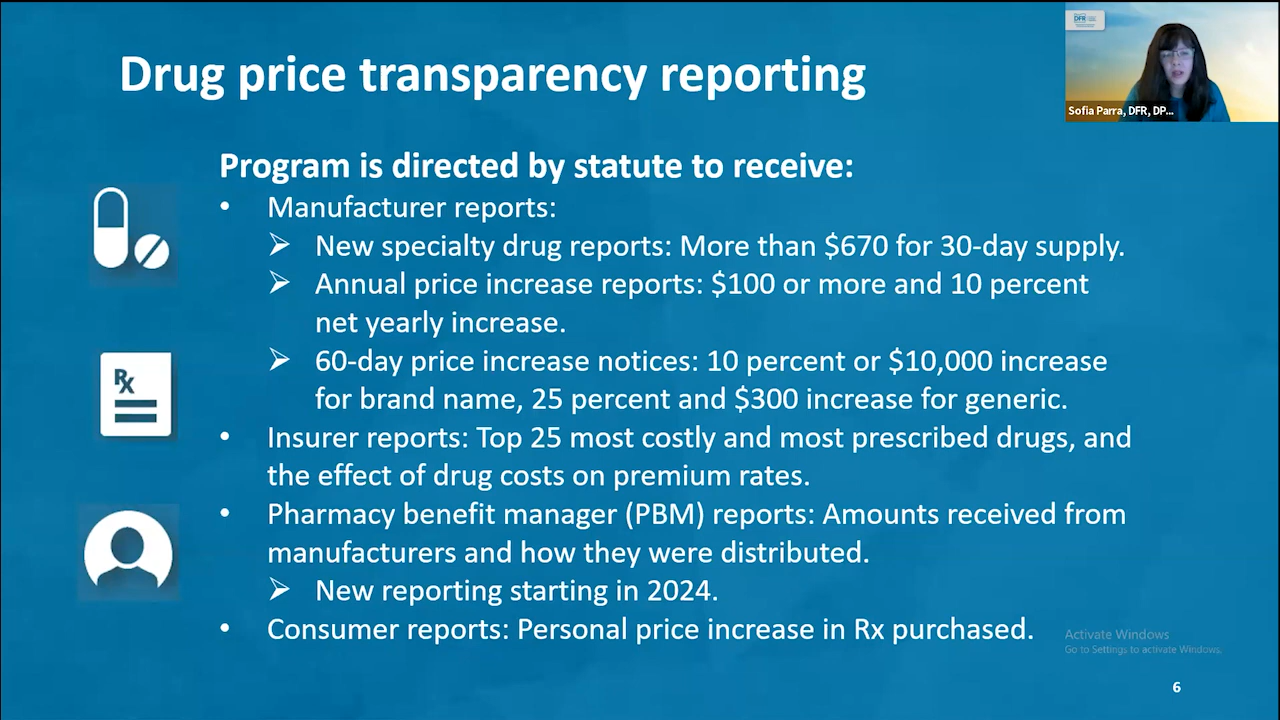 Drug price transparency reporting
DFR
Sofia Parra, DFR, DP...
Program is directed by statute to receive:
• Manufacturer reports:
➢ New specialty drug reports: More than $670 for 30-day supply.
➢ Annual price increase reports: $100 or more and 10 percent
net yearly increase.
➢ 60-day price increase notices: 10 percent or $10,000 increase
for brand name, 25 percent and $300 increase for generic.
• Insurer reports: Top 25 most costly and most prescribed drugs, and
the effect of drug costs on premium rates.
• Pharmacy benefit manager (PBM) reports: Amounts received from
manufacturers and how they were distributed.
➢ New reporting starting in 2024.
• Consumer reports: Personal price increase in Rx purchased.
Rx
Activate Windows
Go to Settings to activate Windows.
6